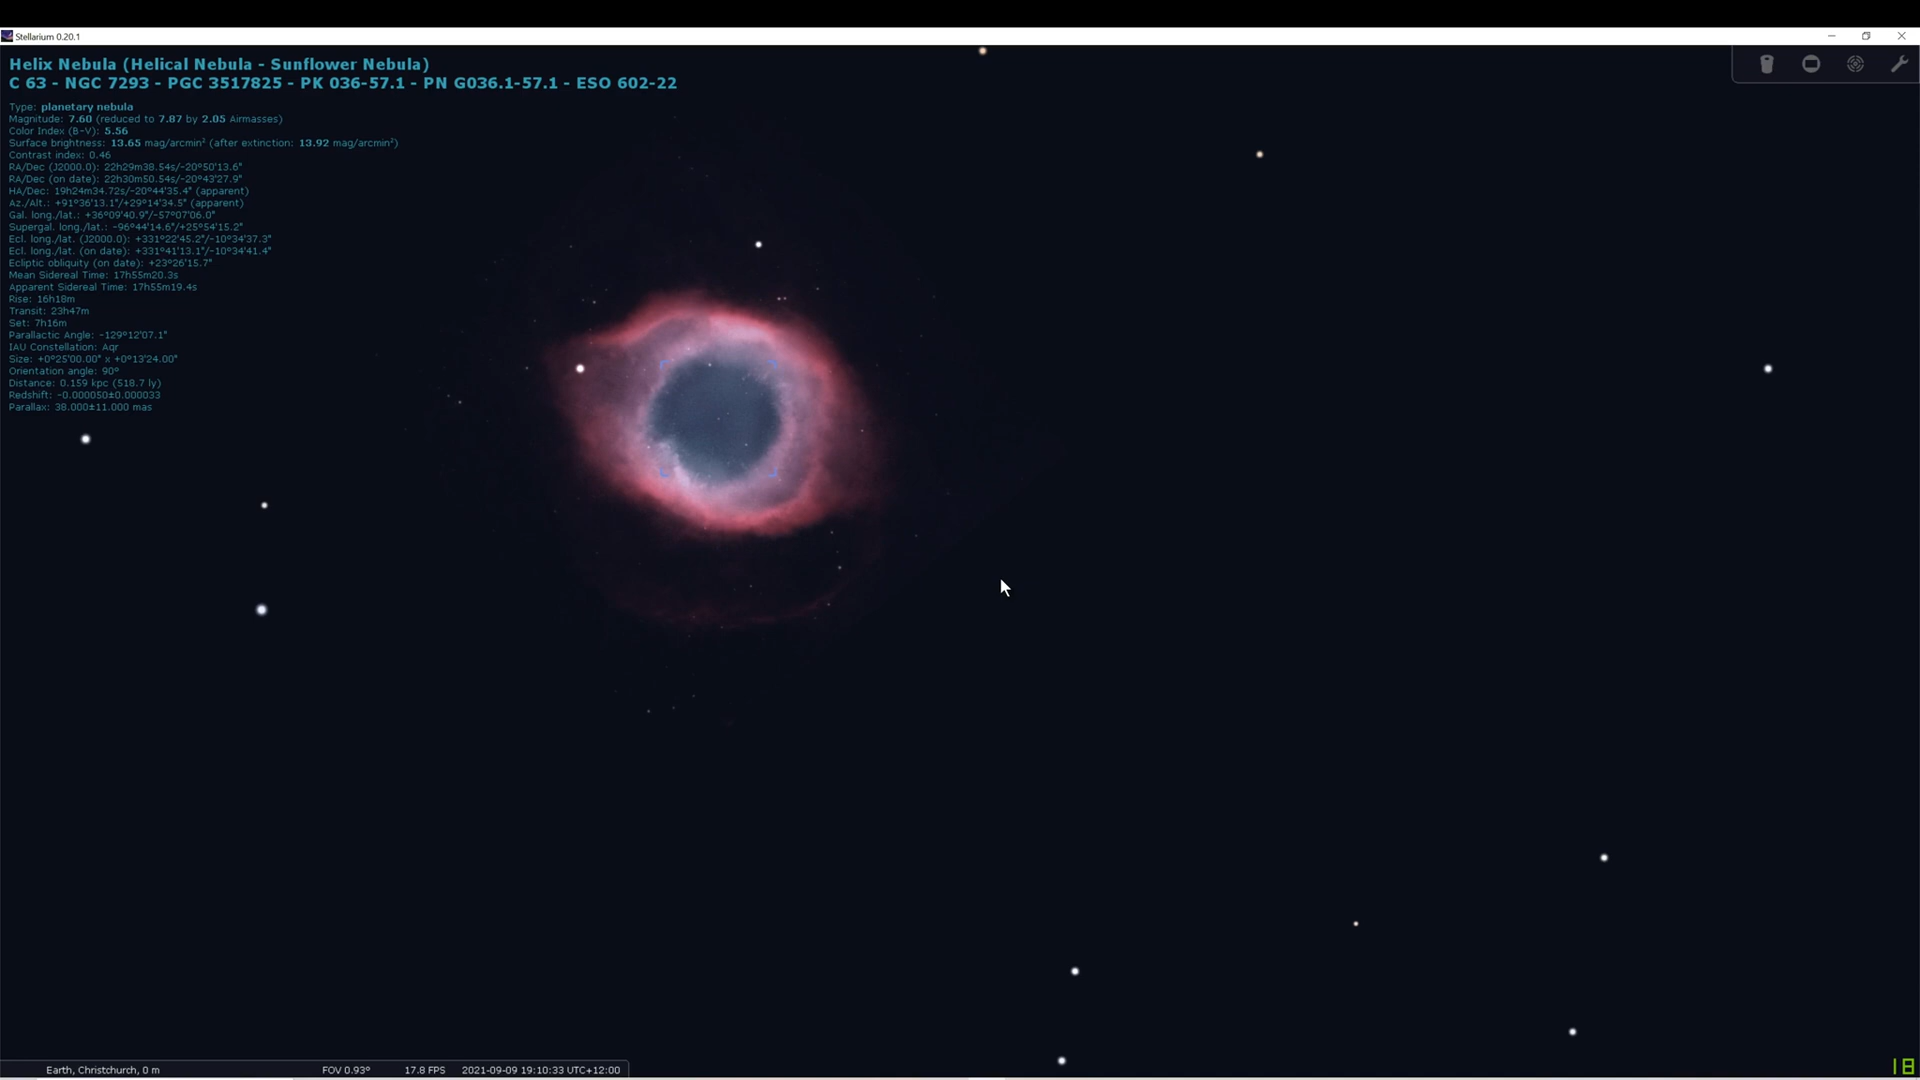 Stellarium 0.20.1
Helix Nebula (Helical Nebula - Sunflower Nebula)
C 63 - NGC 7293 - PGC 3517825 - PK 036-57.1 - PN G036.1-57.1 - ESO 602-22
Type: planetary nebula
Magnitude: 7.60 (reduced to 7.87 by 2.05 Airmasses)
Color Index (B-V): 5.56
Surface brightness: 13.65 mag/arcmin² (after extinction: 13.92 mag/arcmin²)
Contrast index: 0.46
RA/Dec (J2000.0): 22h29m38.54s/-20°50'13.6"
RA/Dec (on date): 22h30m50.54s/-20°43'27.9"
HA/Dec: 19h24m34.72s/-20°44'35.4" (apparent)
Az./Alt.: +91°36'13.1"/+29°14'34.5" (apparent)
Gal. long./lat.: +36°09'40.9"/-57°07'06.0"
Supergal. long./lat.: -96°44'14.6"/+25°54'15.2"
Ecl. long./lat. (J2000.0): +331°22'45.2"/-10°34'37.3"
Ecl. long./lat. (on date): +331°41'13.1"/-10°34'41.4"
Ecliptic obliquity (on date): +23°26'15.7"
Mean Sidereal Time: 17h55m20.3s
Apparent Sidereal Time: 17h55m19.4s
Rise: 16h18m
Transit: 23h47m
Set: 7h16m
Parallactic Angle: -129°12'07.1"
IAU Constellation: Aqr
Size: +0°25'00.00" x +0°13'24.00"
Orientation angle: 90°
Distance: 0.159 kpc (518.7 ly)
Redshift: -0.000050±0.000033
Parallax: 38.000±11.000 mas
Earth, Christchurch, 0 m FOV 0.93° 17.8 FPS 2021-09-09 19:10:33 UTC+12:00
18